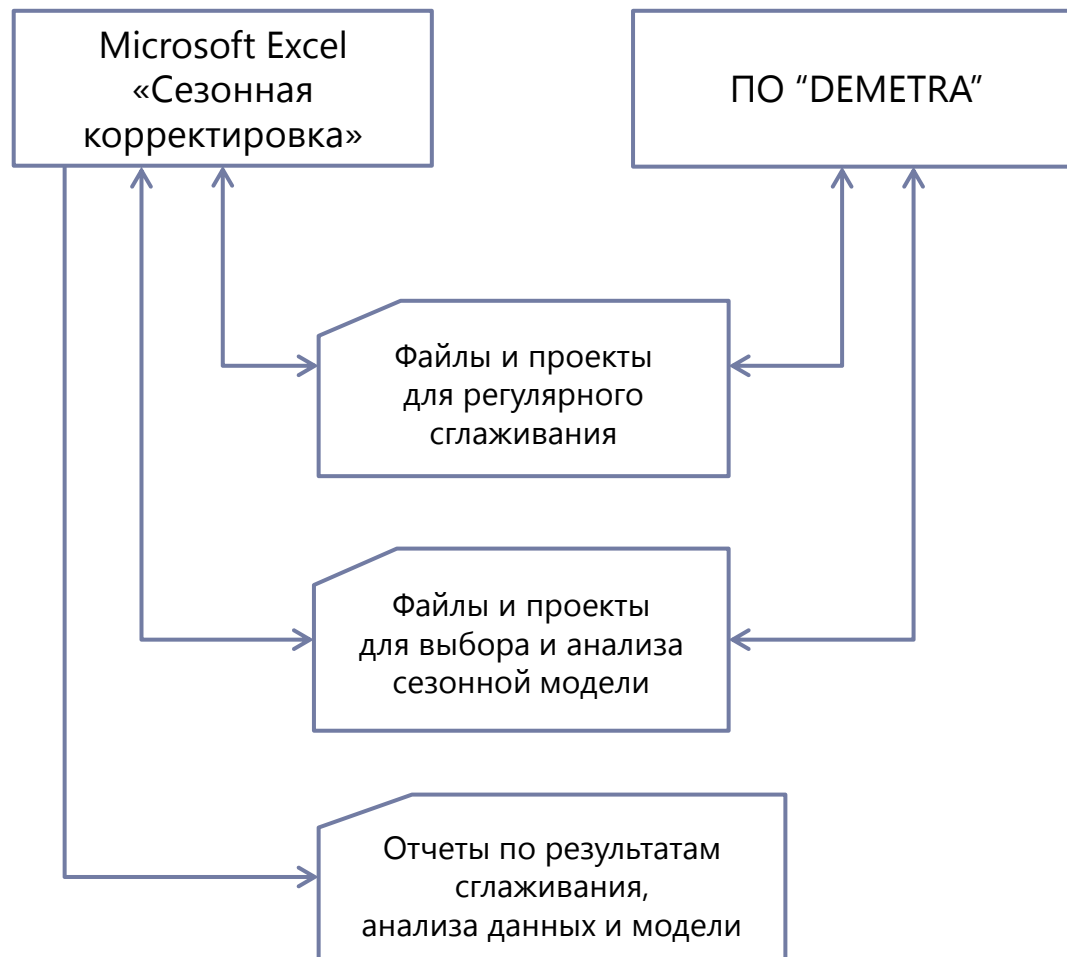 Microsoft Excel
«Сезонная
корректировка»
ПО “DEMETRA”
Файлы и проекты
для регулярного
сглаживания
Файлы и проекты
для выбора и анализа
сезонной модели
Отчеты по результатам
сглаживания,
анализа данных и модели